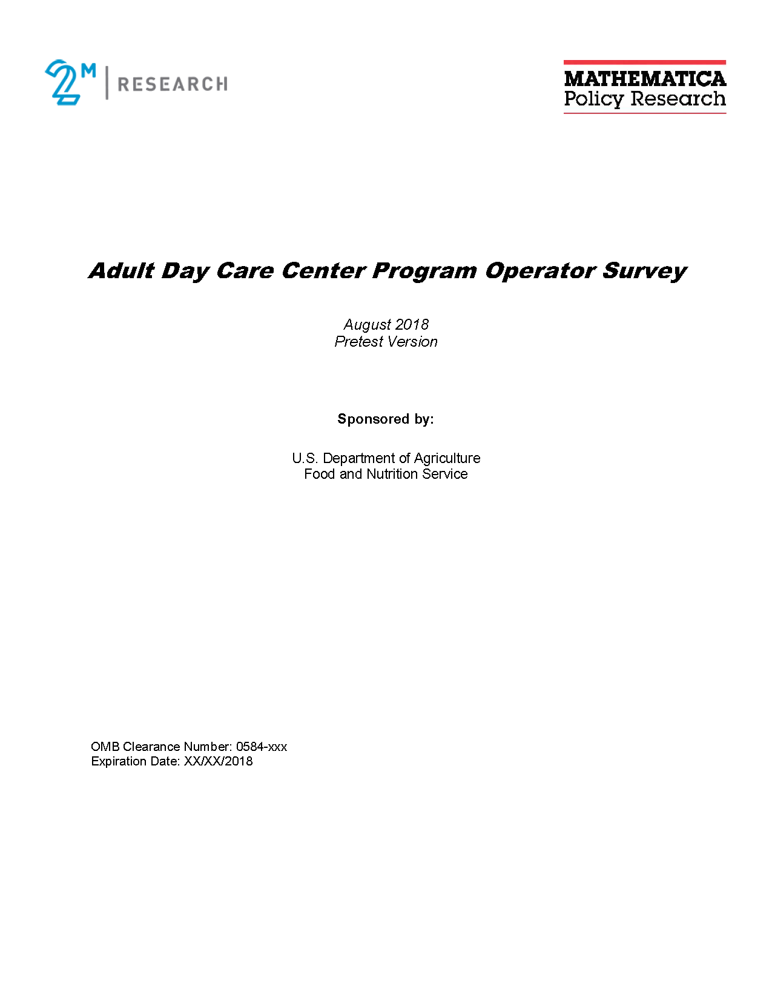 2M | RESEARCH
MATHEMATICA
Policy Research
Adult Day Care Center Program Operator Survey
August 2018
Pretest Version
Sponsored by:
U.S. Department of Agriculture
Food and Nutrition Service
OMB Clearance Number: 0584-xxx
Expiration Date: XX/XX/2018